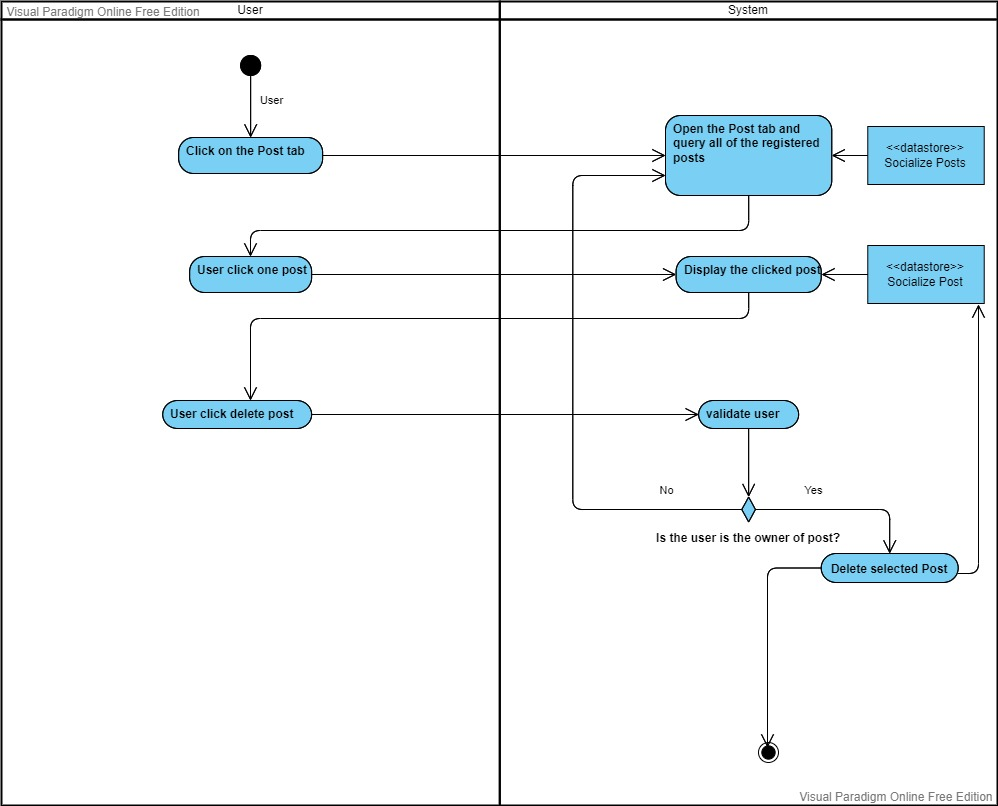 Visual Paradigm Online Free Edition
User
System
User
Click on the Post tab
Open the Post tab and
query all of the registered
posts
<<datastore>>
Socialize Posts
User click one post
Display the clicked post
<<datastore>>
Socialize Post
User click delete post
validate user
No
Yes
Is the user is the owner of post?
Delete selected Post
Visual Paradigm Online Free Edition